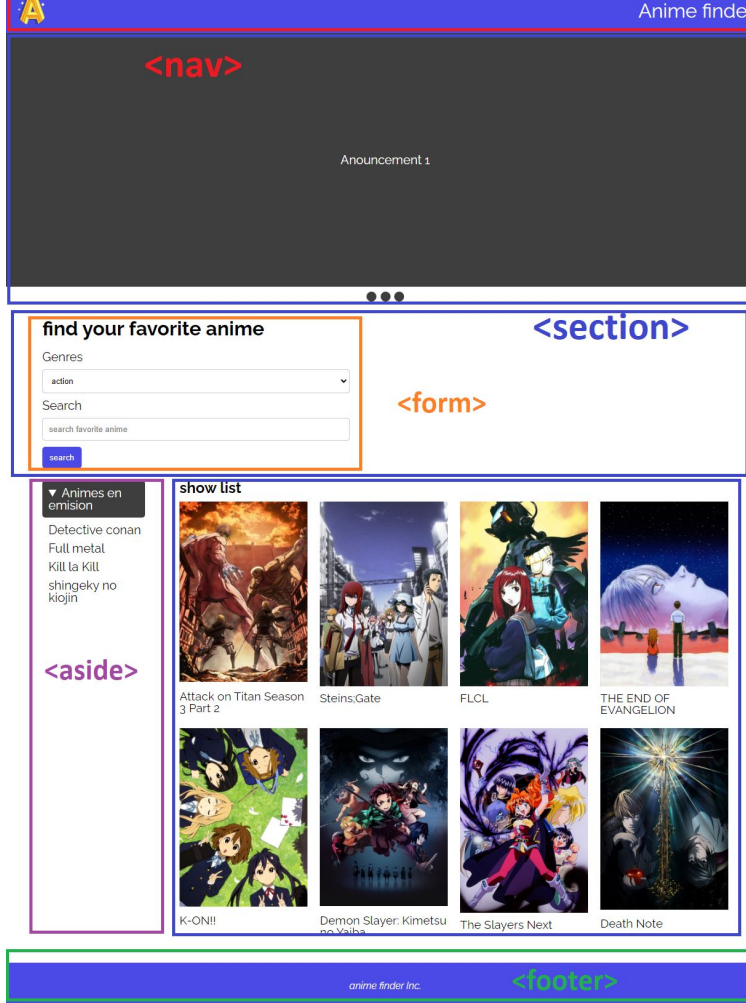 A
Anime finde
<nav>
Anouncement 1
<section>
find your favorite anime
Genres
action
<form>
Search
search favorite anime
search
▼ Animes en
emision
Detective conan
Full metal
Kill la Kill
shingeky no
kiojin
<aside>
show list
Attack on Titan Season
3 Part 2
Steins;Gate
FLCL
THE END OF
EVANGELION
K-ON!!
Demon Slayer: Kimetsu
no Yaiba
The Slayers Next
Death Note
anime finder Inc.
<footer>